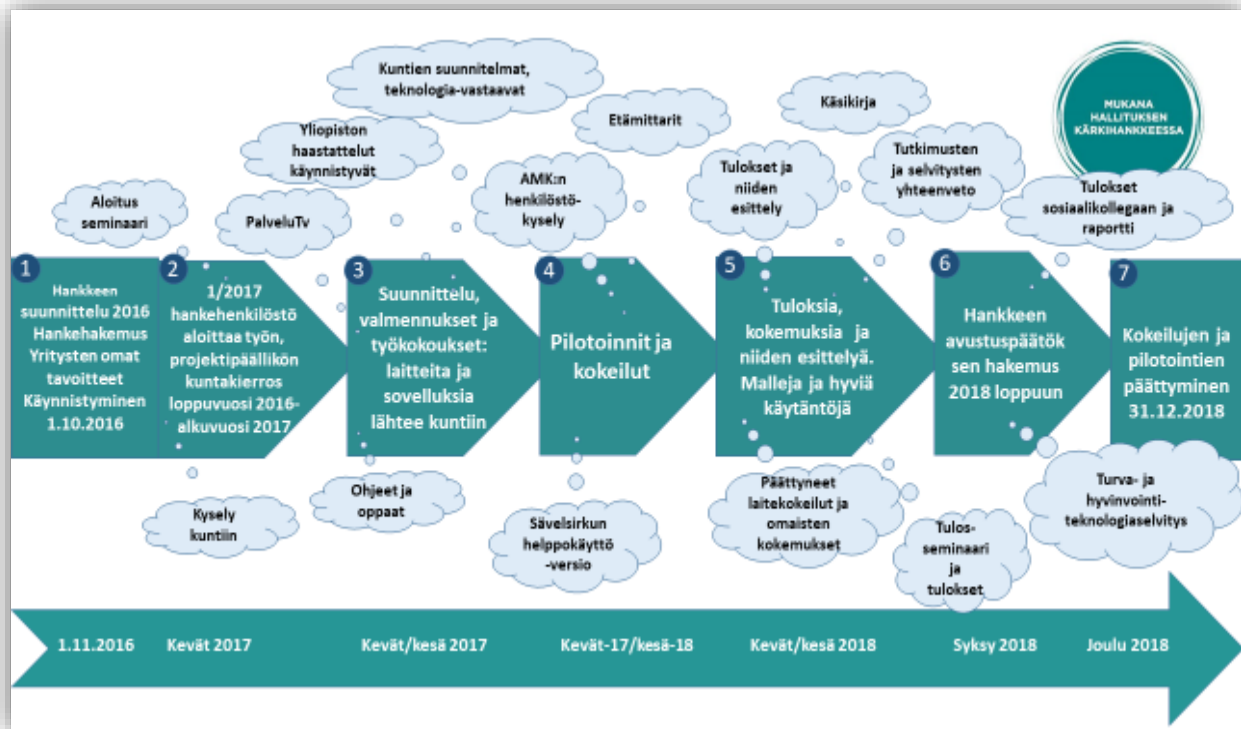 Kuntien suunnitelmat,
teknologia-vastaavat
Käsikirja
Etämittarit
MUKANA
HALLITUKSEN
KÄRKIHANKKEESSA
Yliopiston
haastattelut
käynnistyvät
Tulokset ja
niiden
esittely
Tutkimusten
ja selvitysten
yhteenveto
AMK:n
henkilöstö-
kysely
Tulokset
sosiaalikollegaan ja
raportti
Aloitus
seminaari
PalveluTv
1
Hankkeen
suunnittelu 2016
Hankehakemus
Yritysten omat
tavoitteet
Käynnistyminen
1.10.2016
2
1/2017
hankehenkilöstö
aloittaa työn,
projektipäällikön
kuntakierros
loppuvuosi 2016-
alkuvuosi 2017
3
Suunnittelu,
valmennukset ja
työkokoukset:
laitteita ja
sovelluksia
lähtee kuntiin
4
Pilotoinnit ja
kokeilut
5
Tuloksia,
kokemuksia ja
niiden esittelyä.
Malleja ja hyviä
käytäntöjä
6
Hankkeen
avustuspäätök
sen hakemus
2018 loppuun
7
Kokeilujen ja
pilotointien
päättyminen
31.12.2018
Kysely
kuntiin
Ohjeet ja
oppaat
Sävelsirkun
helppokäyttö
-versio
Päättyneet
laitekokeilut ja
omaisten
kokemukset
Tulos-
seminaari
ja
tulokset
Turva- ja
hyvinvointi-
teknologiaselvitys
1.11.2016
Kevät 2017
Kevät/kesä 2017
Kevät-17/kesä-18
Kevät/kesä 2018
Syksy 2018
Joulu 2018